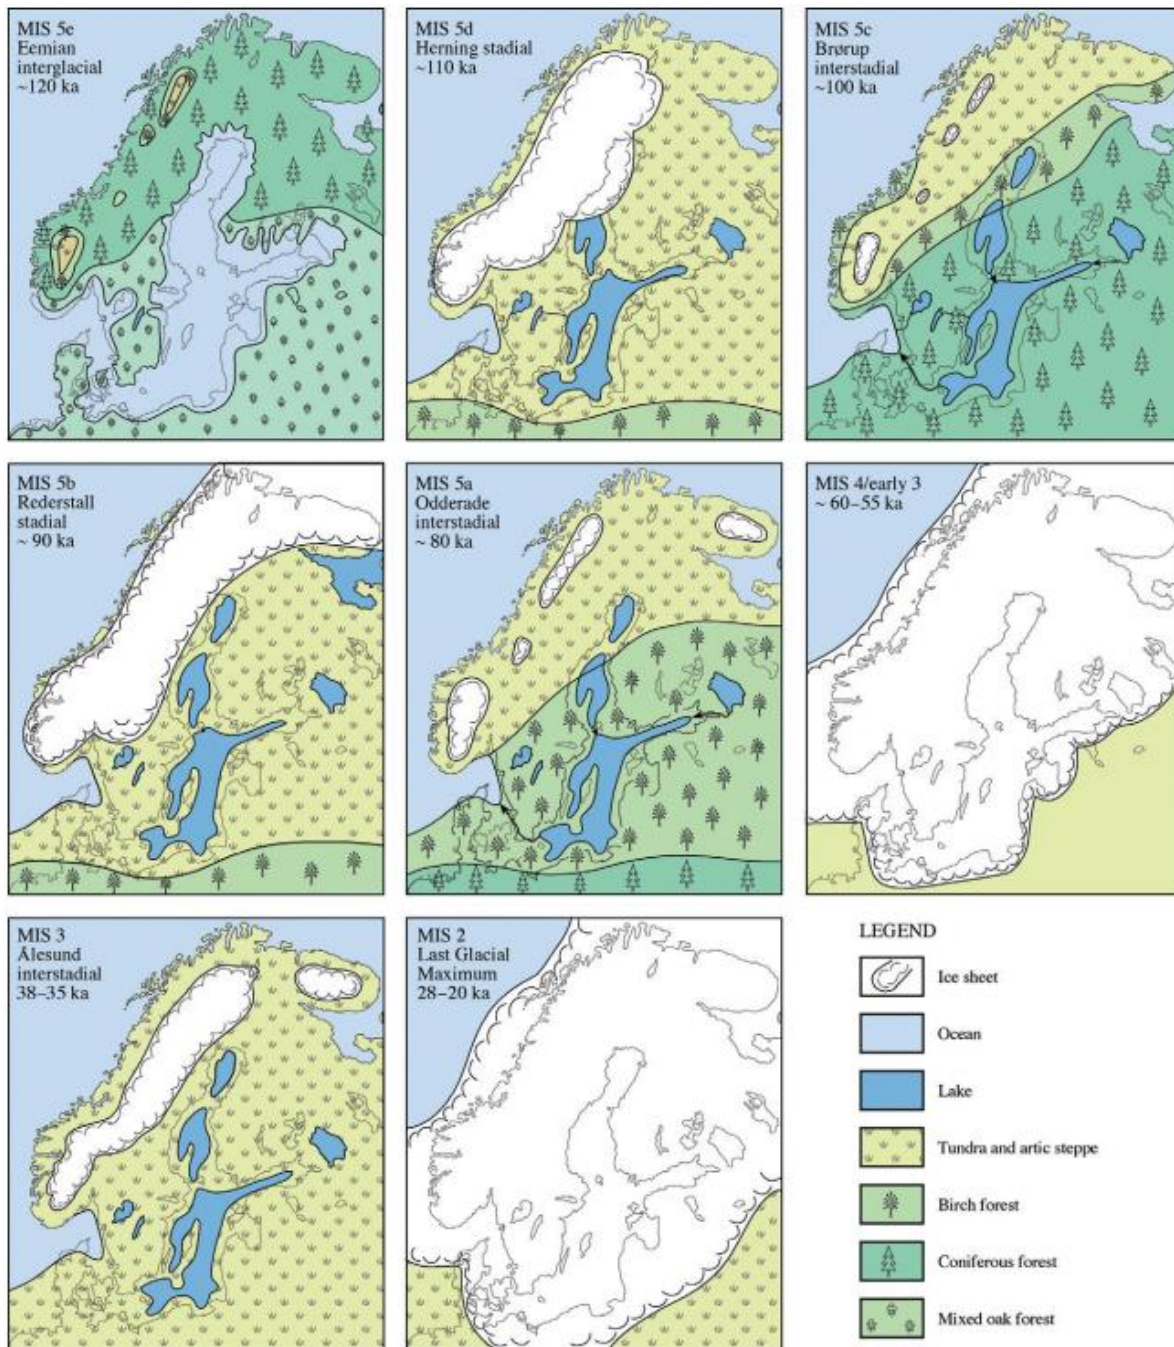 MIS 5e
Eemian
interglacial
~120 ka
MIS 5d
Herning stadial
~110 ka
MIS 5c
Brørup
interstadial
~100 ka
MIS 5b
Rederstall
stadial
~ 90 ka
MIS 5a
Odderade
interstadial
~ 80 ka
MIS 4/early 3
~ 60–55 ka
MIS 3
Ålesund
interstadial
38–35 ka
MIS 2
Last Glacial
Maximum
28–20 ka
LEGEND
Ice sheet
Ocean
Lake
Tundra and artic steppe
Birch forest
Coniferous forest
Mixed oak forest